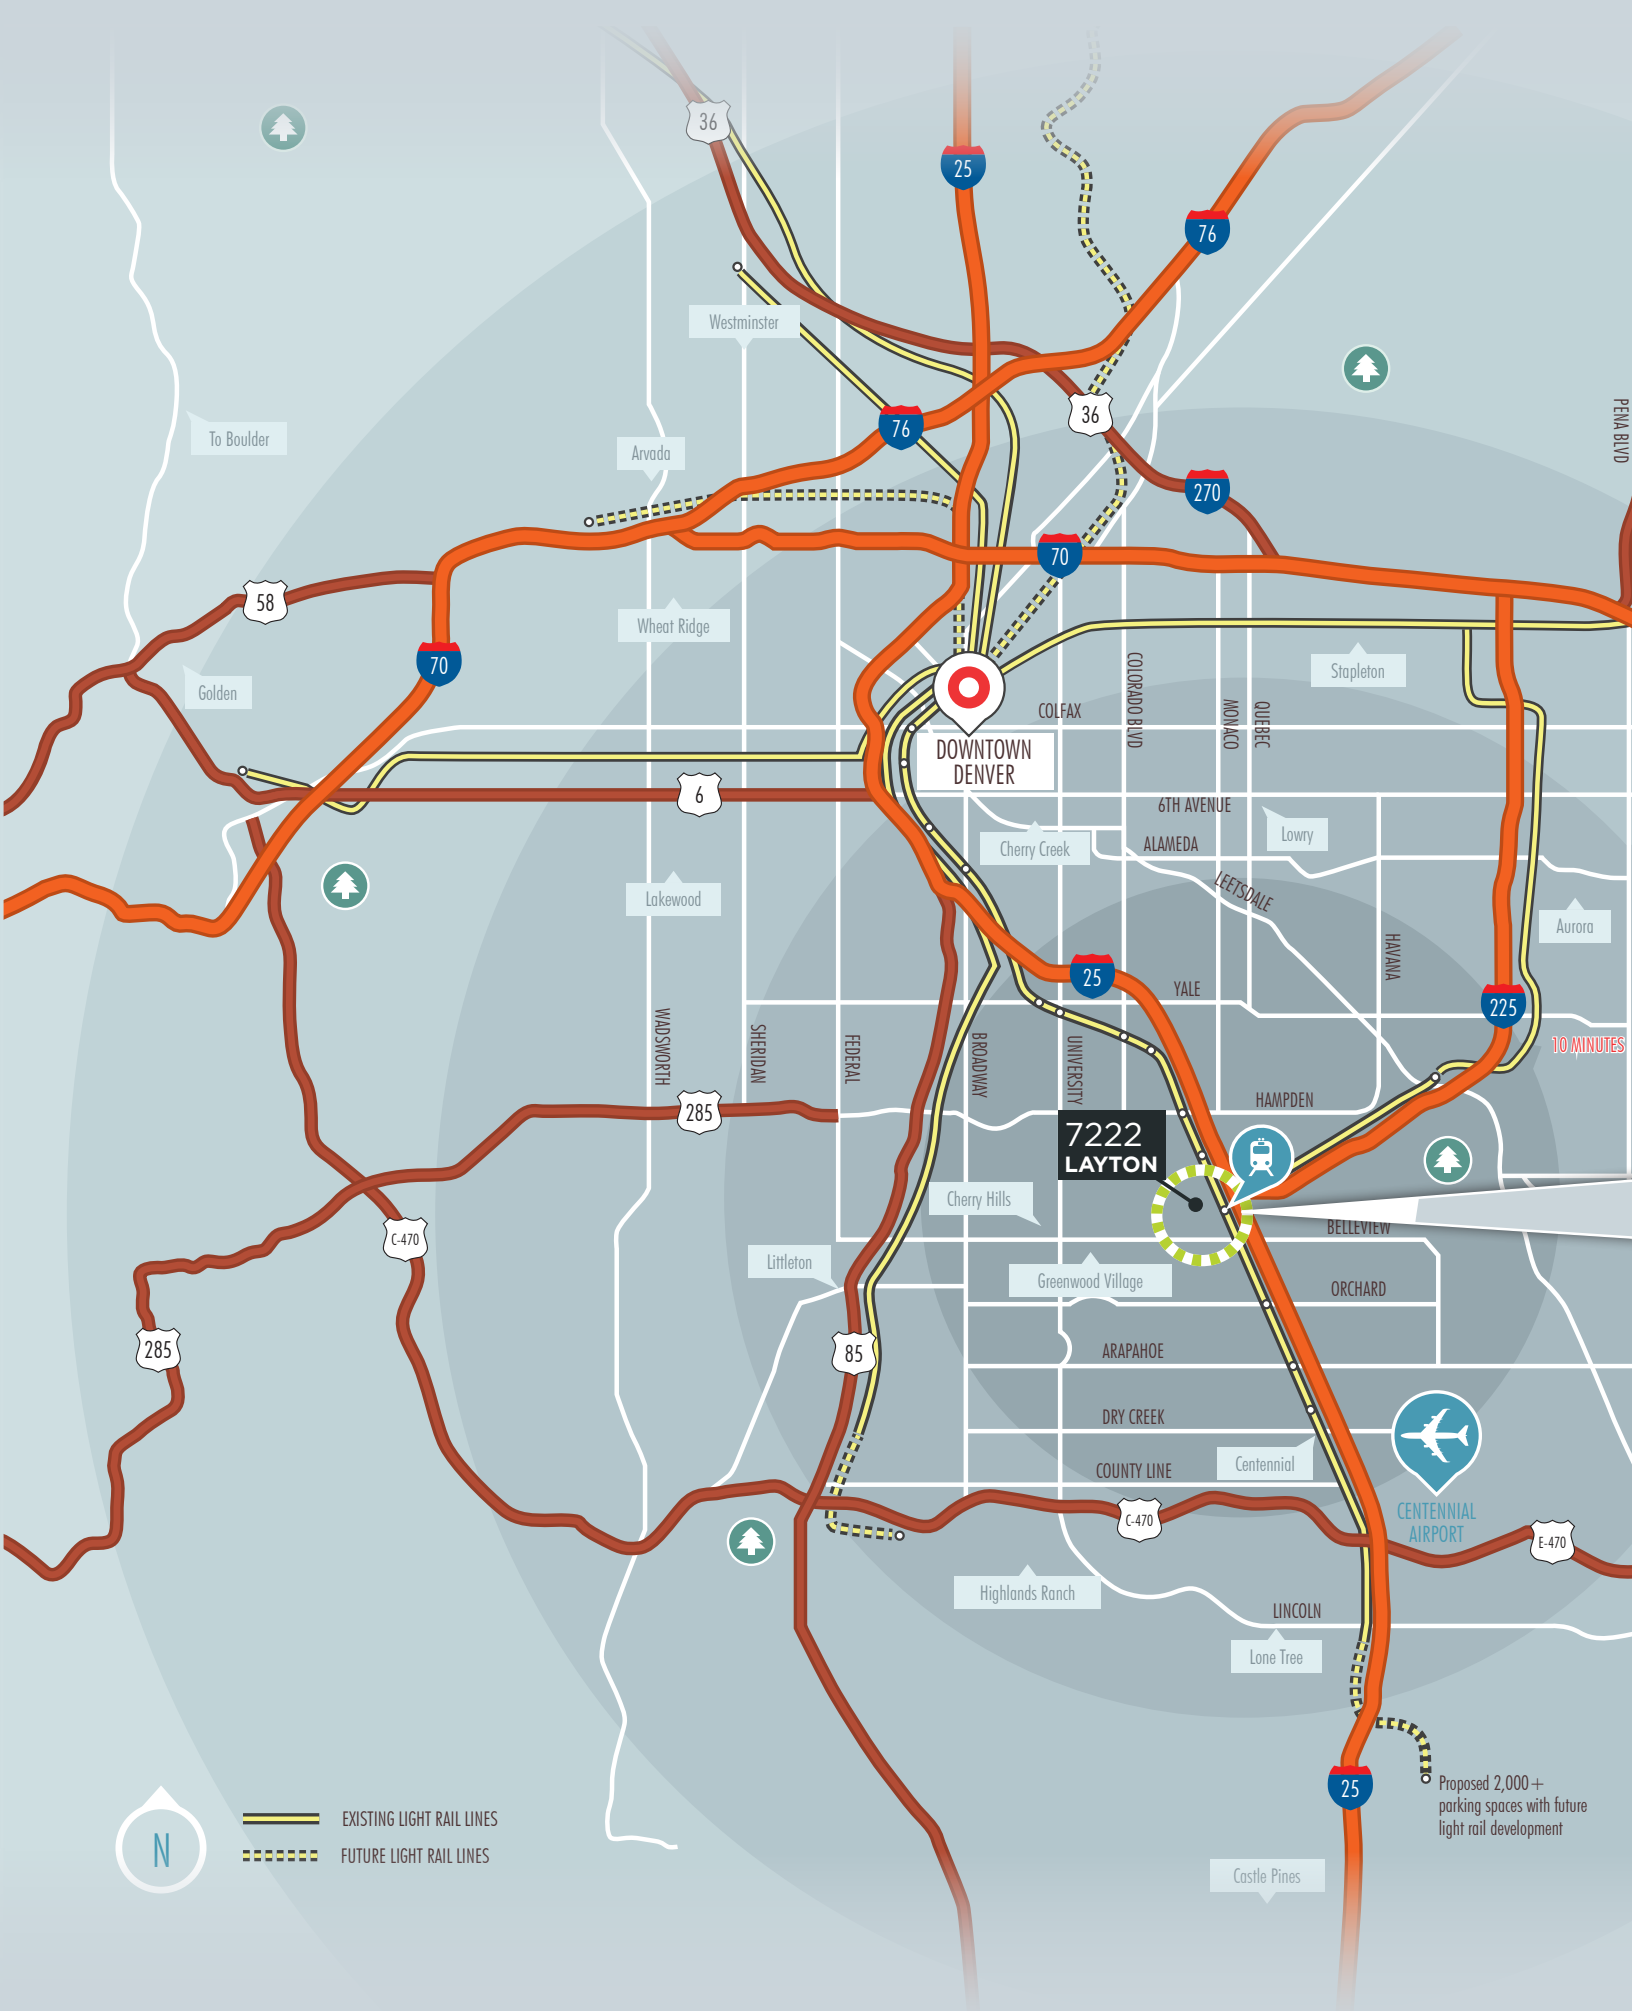 36
25
76
Westminster
36
PENA BLVD
76
To Boulder
Arvada
270
70
58
Wheat Ridge
70
Golden
Stapleton
COLORADO BLVD
MONACO
QUEBEC
COLFAX
DOWNTOWN
DENVER
6
6TH AVENUE
Lowry
Cherry Creek
ALAMEDA
LEETSDALE
Lakewood
Aurora
HAVANA
25
YALE
225
10 MINUTES
WADSWORTH
SHERIDAN
FEDERAL
BROADWAY
UNIVERSITY
285
HAMPDEN
7222
LAYTON
Cherry Hills
BELLEVIEW
C-470
Littleton
Greenwood Village
ORCHARD
285
85
ARAPAHOE
DRY CREEK
Centennial
COUNTY LINE
C-470
CENTENNIAL
AIRPORT
E-470
Highlands Ranch
LINCOLN
Lone Tree
25
Proposed 2,000+
parking spaces with future
light rail development
N
EXISTING LIGHT RAIL LINES
FUTURE LIGHT RAIL LINES
Castle Pines